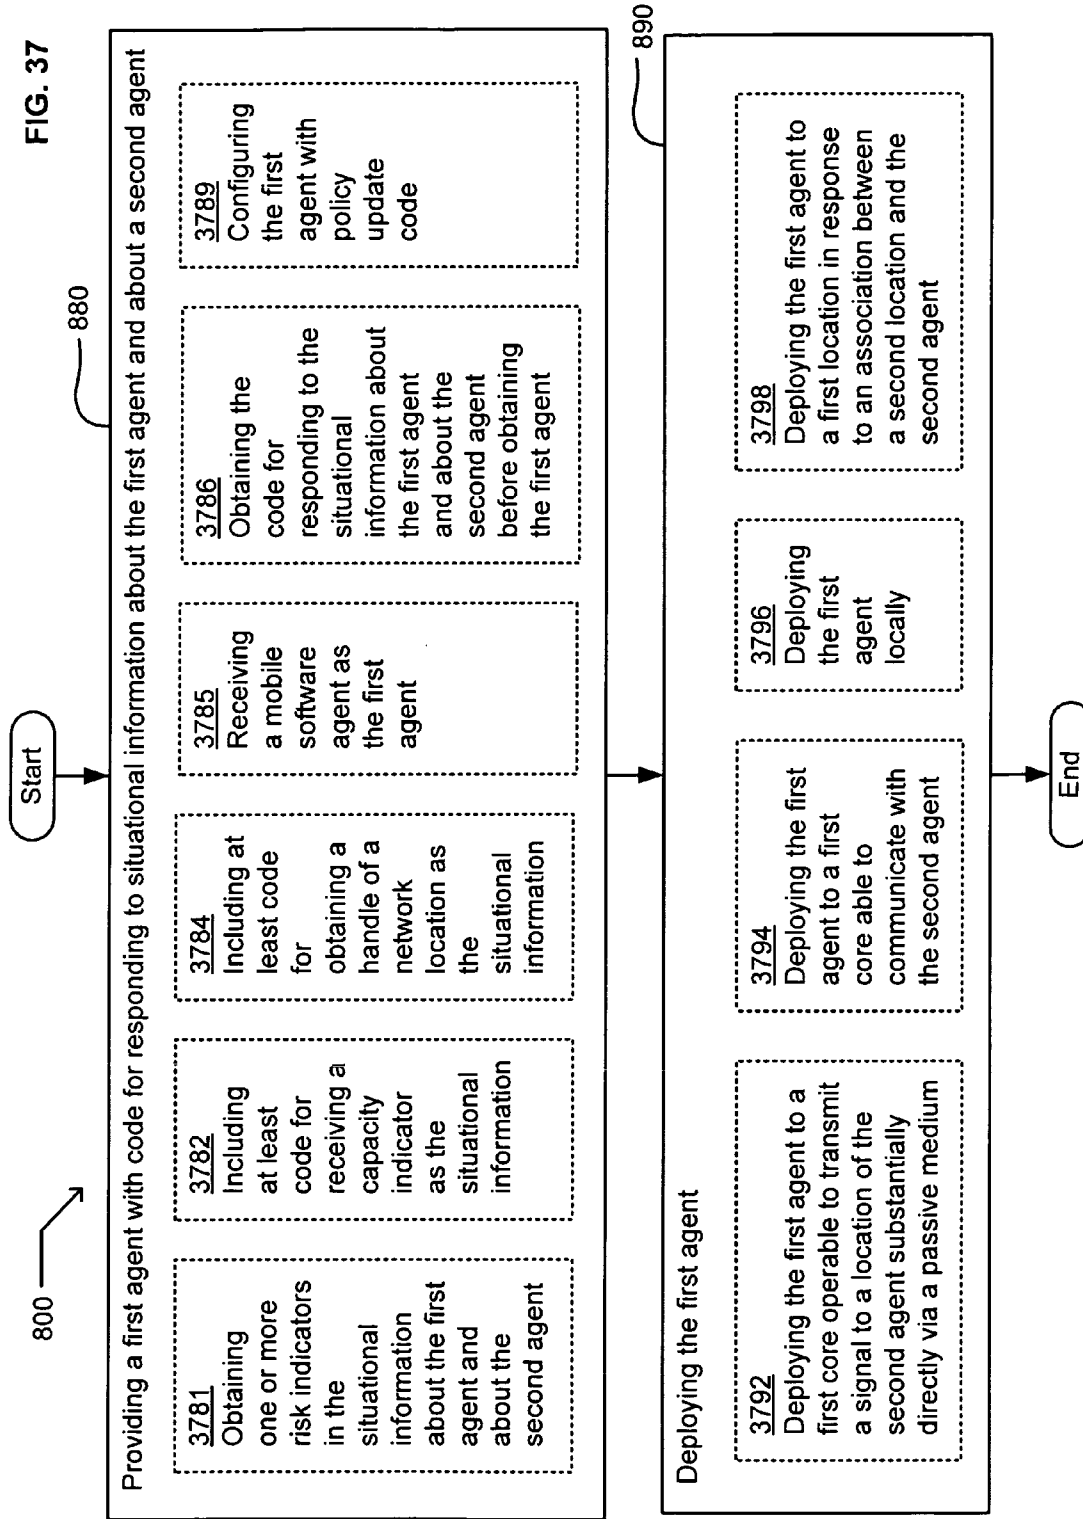 FIG. 37
800
Start
880
Providing a first agent with code for responding to situational information about the first agent and about a second agent
3781
Obtaining
one or more
risk indicators
in the
situational
information
about the first
agent and
about the
second agent
3782
Including
at least
code for
receiving a
capacity
indicator
as the
situational
information
3784
Including at
least code
for
obtaining a
handle of a
network
location as
the
situational
information
3785
Receiving
a mobile
software
agent as
the first
agent
3786
Obtaining the
code for
responding to the
situational
information about
the first agent
and about the
second agent
before obtaining
the first agent
3789
Configuring
the first
agent with
policy
update
code
890
Deploying the first agent
3792
Deploying the first agent to a
first core operable to transmit
a signal to a location of the
second agent substantially
directly via a passive medium
3794
Deploying the first
agent to a first
core able to
communicate with
the second agent
3796
Deploying
the first
agent
locally
3798
Deploying the first agent to
a first location in response
to an association between
a second location and the
second agent
End